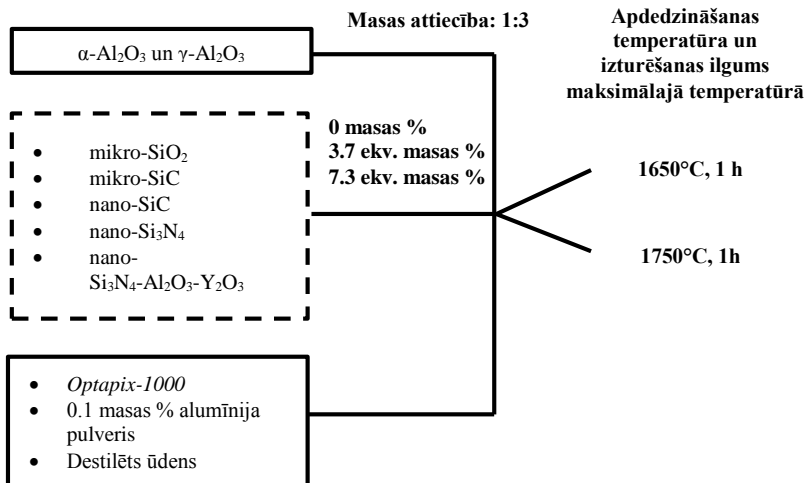 Masas attiecība: 1:3
Apdedzināšanas
temperatūra un
izturēšanas ilgums
maksimālajā temperatūrā
α-Al₂O₃ un γ-Al₂O₃
0 masas %
3.7 ekv. masas %
7.3 ekv. masas %
• mikro-SiO₂
• mikro-SiC
• nano-SiC
• nano-Si₃N₄
• nano-
Si₃N₄-Al₂O₃-Y₂O₃
1650°C, 1 h
1750°C, 1h
• Optapix-1000
• 0.1 masas % alumīnija
pulveris
• Destilēts ūdens